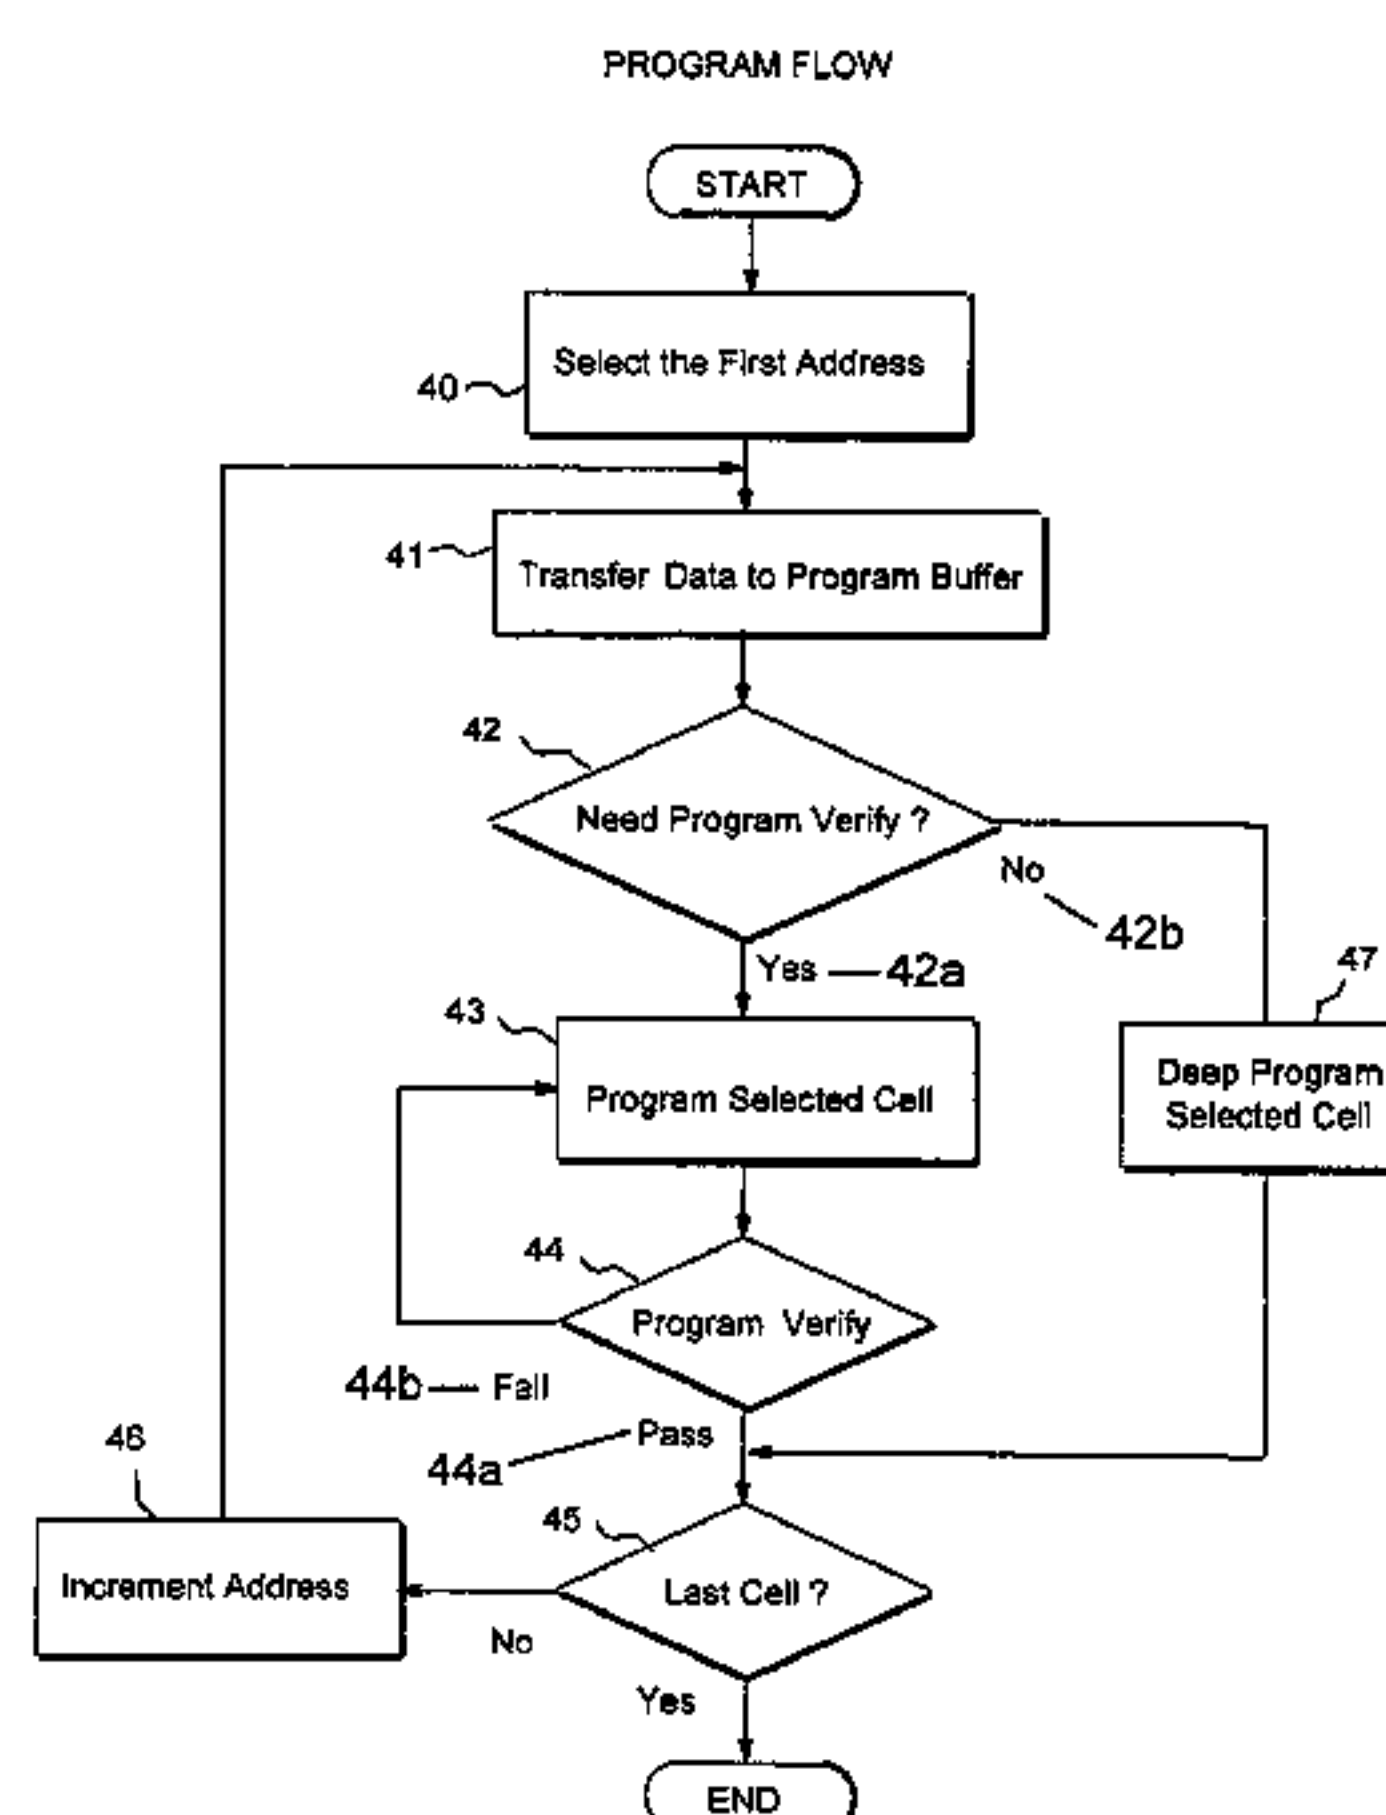 PROGRAM FLOW
START
Select the First Address
40
41
Transfer Data to Program Buffer
42
Need Program Verify ?
No
42b
Yes
42a
47
43
Program Selected Cell
Deep Program
Selected Cell
44
Program Verify
44b
Fail
Pass
44a
46
45
Increment Address
Last Cell ?
No
Yes
END